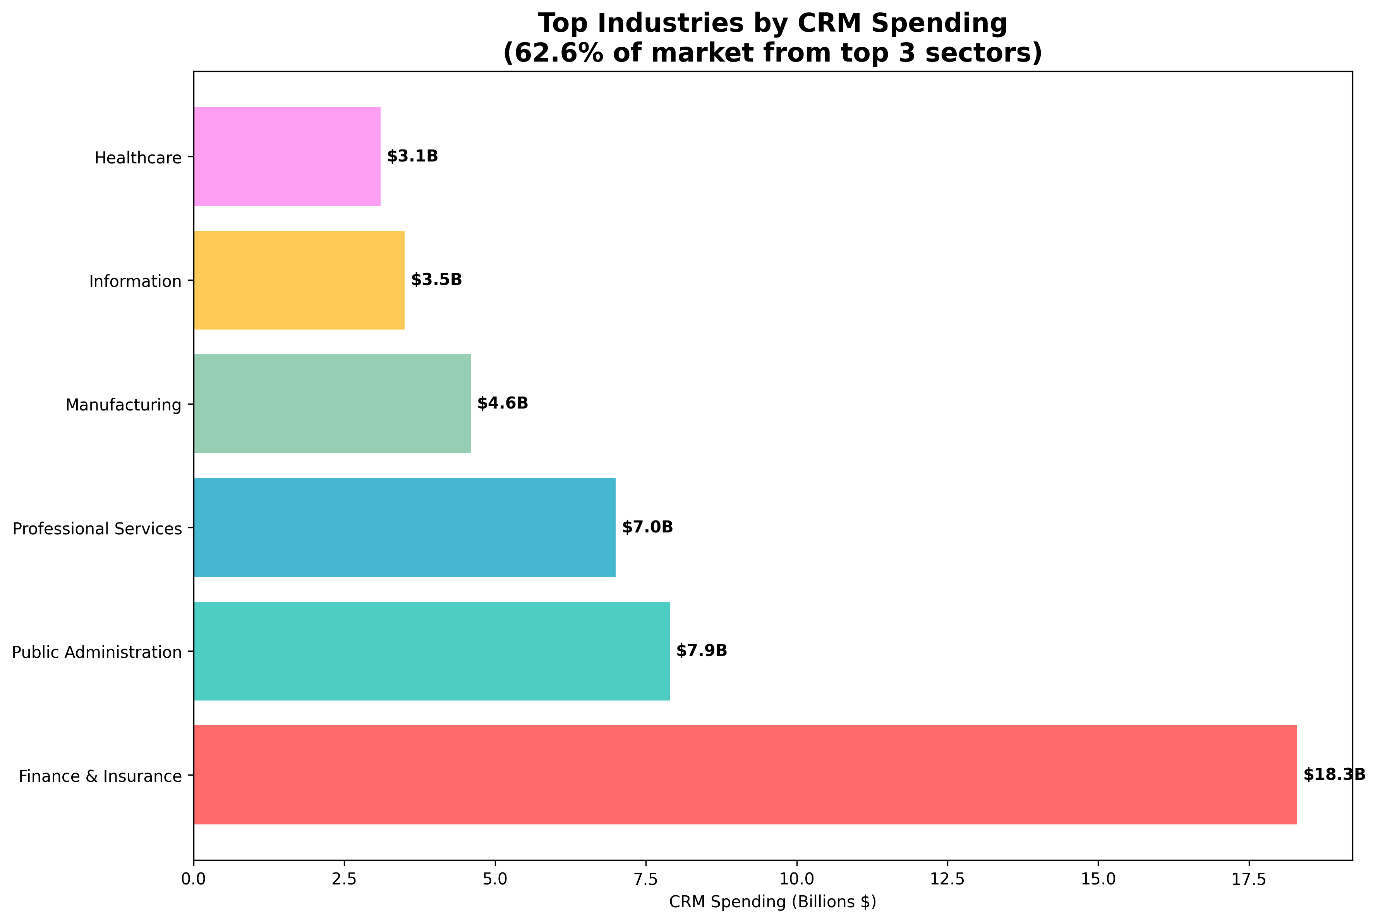 Top Industries by CRM Spending
(62.6% of market from top 3 sectors)
Healthcare
$3.1B
Information
$3.5B
Manufacturing
$4.6B
Professional Services
$7.0B
Public Administration
$7.9B
Finance & Insurance
$18.3B
0.0 2.5 5.0 7.5 10.0 12.5 15.0 17.5
CRM Spending (Billions $)